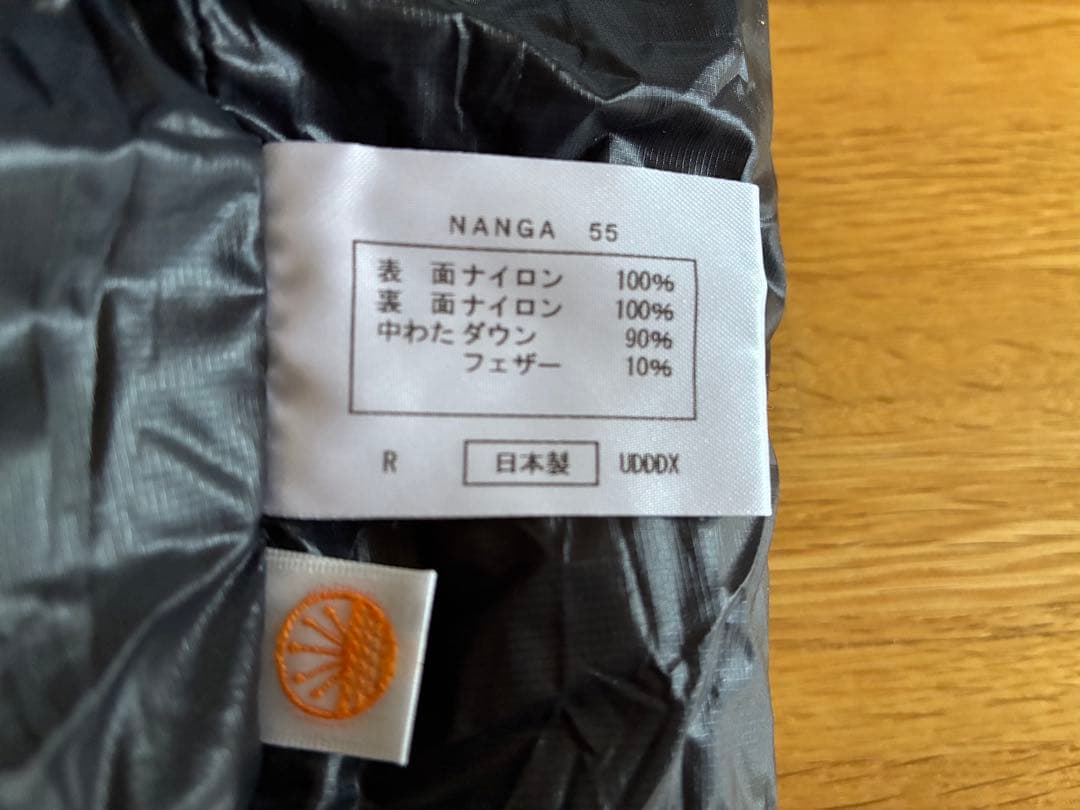 NANGA 55
表 面 ナイロン 100%
裏 面 ナイロン 100%
中わた ダウン 90%
フェザー 10%
R 日本製 UDDDX